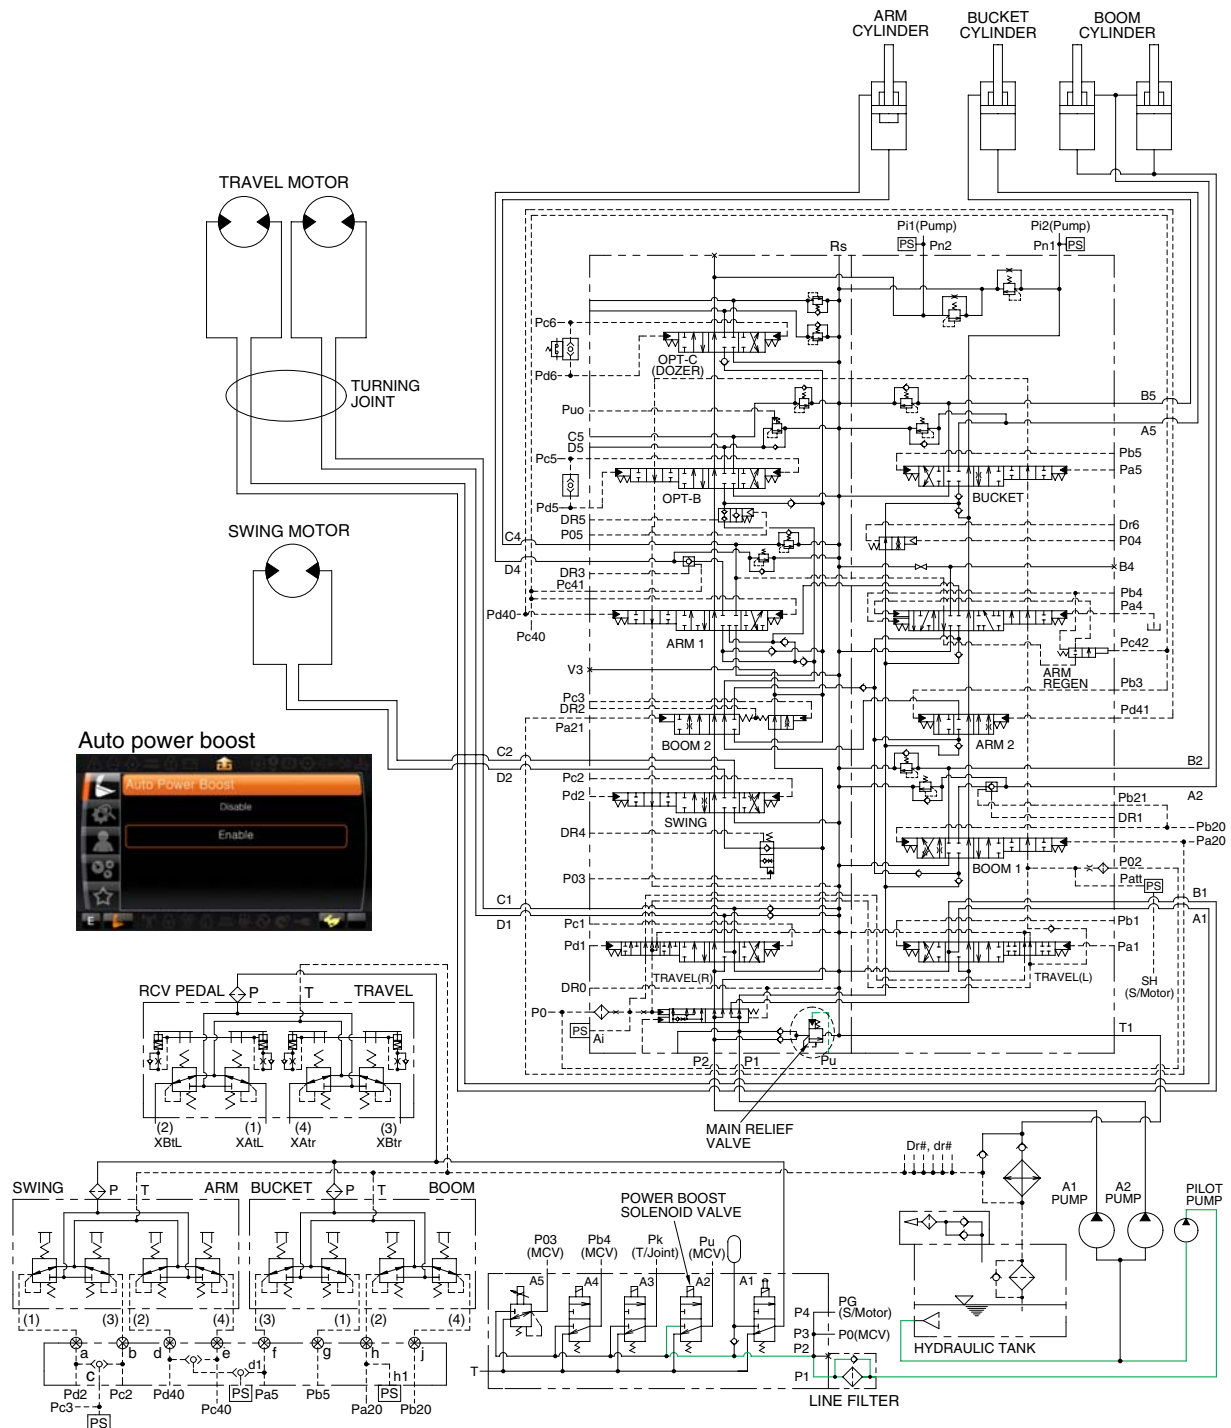 ARM
CYLINDER
BUCKET
CYLINDER
BOOM
CYLINDER
TRAVEL MOTOR
TURNING
JOINT
SWING MOTOR
Pi1(Pump)
Pi2(Pump)
PS
Pn2
Rs
Pn1
PS
Pc6
Pd6
OPT-C
(DOZER)
Puo
C5
D5
Pc5
Pd5
OPT-B
DR5
P05
C4
D4
DR3
Pc41
Pd40
Pc40
ARM 1
V3
Pc3
DR2
Pa21
BOOM 2
C2
D2
Pc2
Pd2
SWING
DR4
P03
C1
D1
Pc1
Pd1
TRAVEL(R)
DR0
P0
PS
Ai
P2
P1
Pu
MAIN RELIEF
VALVE
B5
A5
Pb5
Pa5
BUCKET
Dr6
P04
B4
Pb4
Pa4
Pc42
ARM
REGEN
Pb3
Pd41
ARM 2
B2
A2
Pb21
DR1
Pb20
Pa20
BOOM 1
P02
Patt
PS
B1
A1
Pb1
Pa1
TRAVEL(L)
SH
(S/Motor)
T1
Auto power boost
Auto Power Boost
Disable
Enable
E
RCV PEDAL
P
T
TRAVEL
(2)
XBtL
(1)
XAtL
(4)
XAtr
(3)
XBtr
SWING
P
T
ARM
BUCKET
P
T
BOOM
(1)
(3)
(2)
(4)
(3)
(1)
(2)
(4)
a
b
d
e
f
g
h
j
c
d1
h1
Pd2
Pc2
Pd40
Pc40
PS
Pa5
Pb5
Pa20
PS
Pb20
Pc3
PS
POWER BOOST
SOLENOID VALVE
P03
(MCV)
Pb4
(MCV)
Pk
(T/Joint)
Pu
(MCV)
A5
A4
A3
A2
A1
T
P4
PG
(S/Motor)
P3
P0(MCV)
P2
P1
LINE FILTER
Dr#, dr#
A1
PUMP
A2
PUMP
PILOT
PUMP
HYDRAULIC TANK